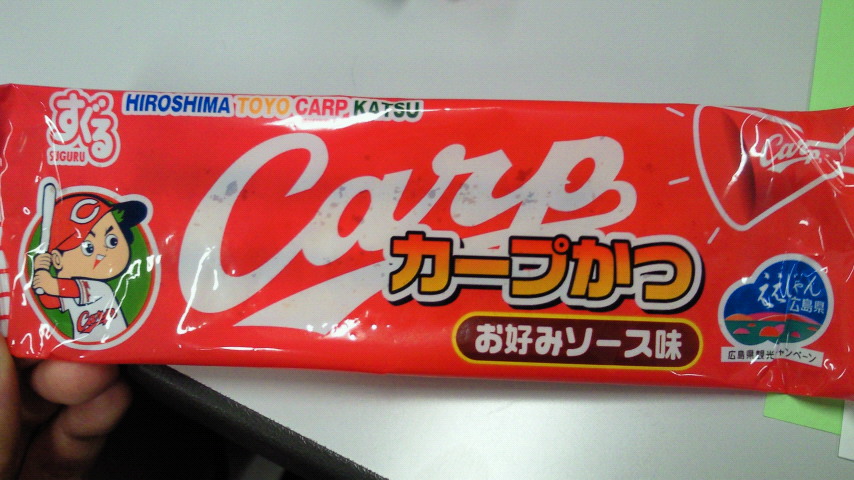 すぐる
SUGURU
HIROSHIMA TOYO CARP KATSU
Carp
カープかつ
お好みソース味
Carp
C
Carp
ええじゃん
広島県
広島県観光キャンペーン